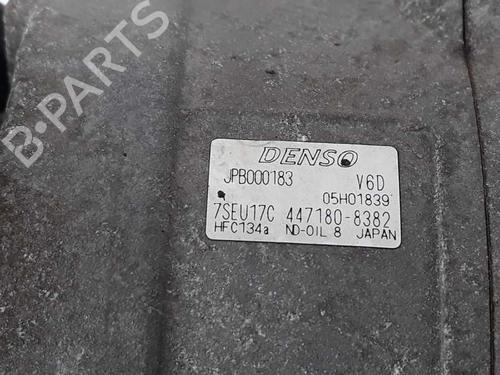 B-PARTS
DENSO
JPB000183 V6D
05H01839
7SEU17C 447180-8382
HFC134a ND-OIL 8 JAPAN